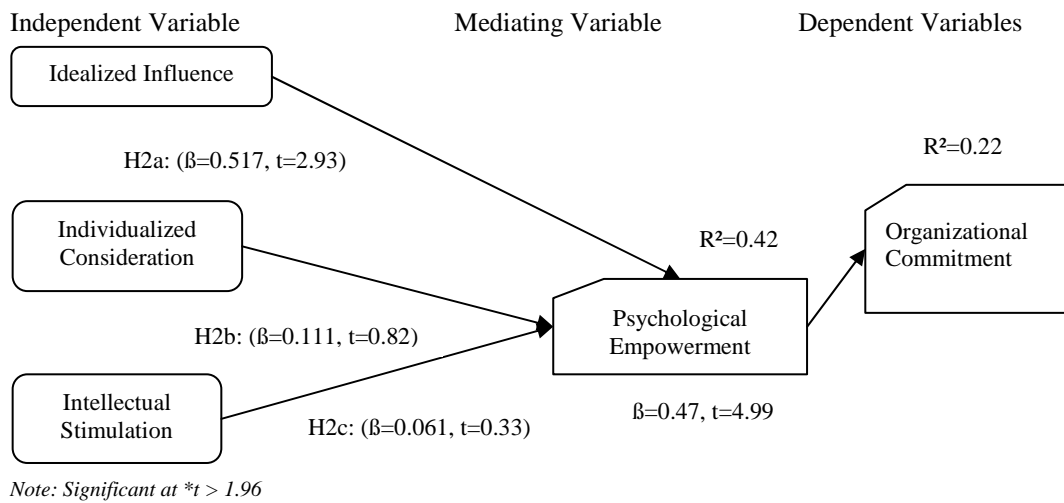 Independent Variable
Mediating Variable
Dependent Variables
Idealized Influence
H2a: (ß=0.517, t=2.93)
R²=0.22
Individualized
Consideration
R²=0.42
Organizational
Commitment
H2b: (ß=0.111, t=0.82)
Psychological
Empowerment
Intellectual
Stimulation
H2c: (ß=0.061, t=0.33)
ß=0.47, t=4.99
Note: Significant at *t > 1.96